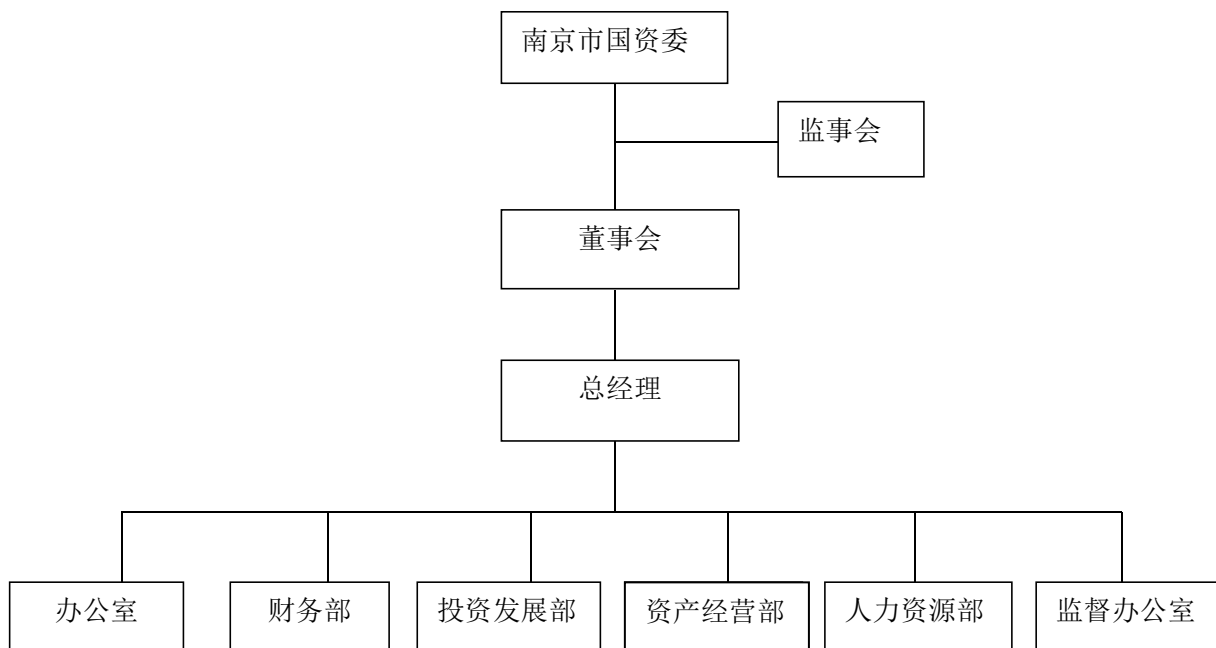 南京市国资委
监事会
董事会
总经理
办公室
财务部
投资发展部
资产经营部
人力资源部
监督办公室